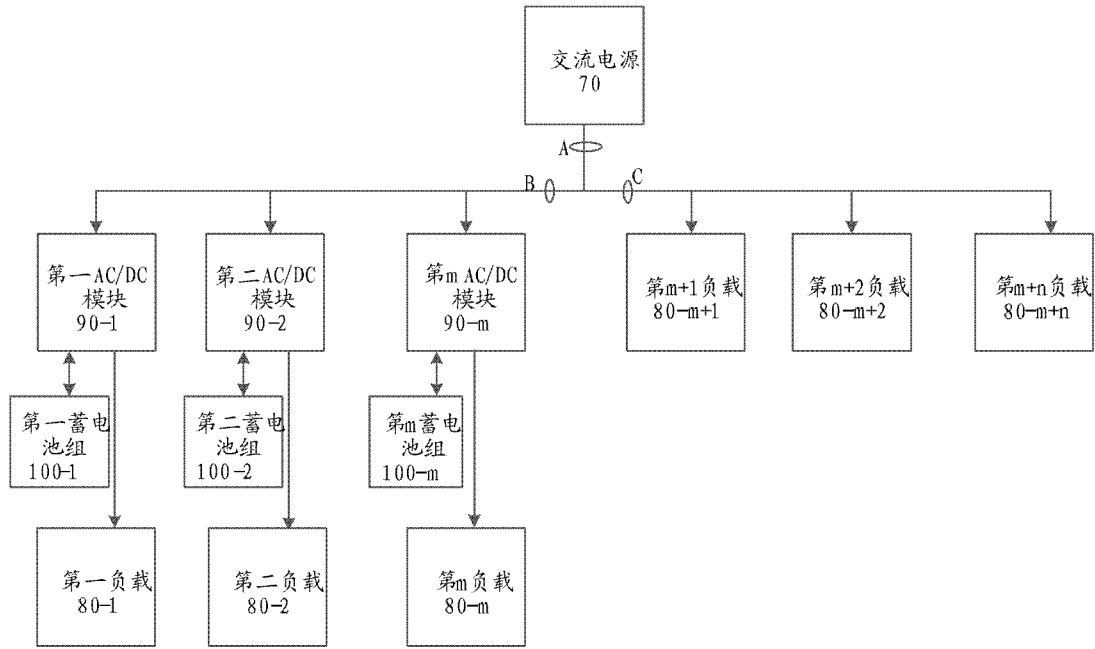 交流电源
70
A
B
C
第一AC/DC
模块
90-1
第二AC/DC
模块
90-2
第m AC/DC
模块
90-m
第m+1负载
80-m+1
第m+2负载
80-m+2
第m+n负载
80-m+n
第一蓄电
池组
100-1
第二蓄电
池组
100-2
第m蓄电
池组
100-m
第一负载
80-1
第二负载
80-2
第m负载
80-m